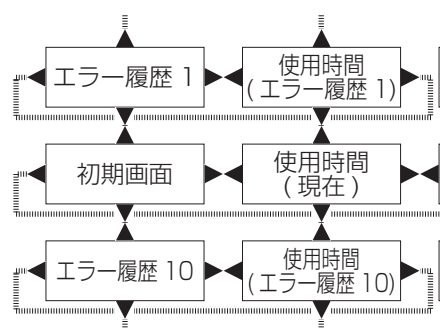 エラー履歴 1
使用時間
( エラー履歴 1)
初期画面
使用時間
( 現在 )
エラー履歴 10
使用時間
(エラー履歴 10)